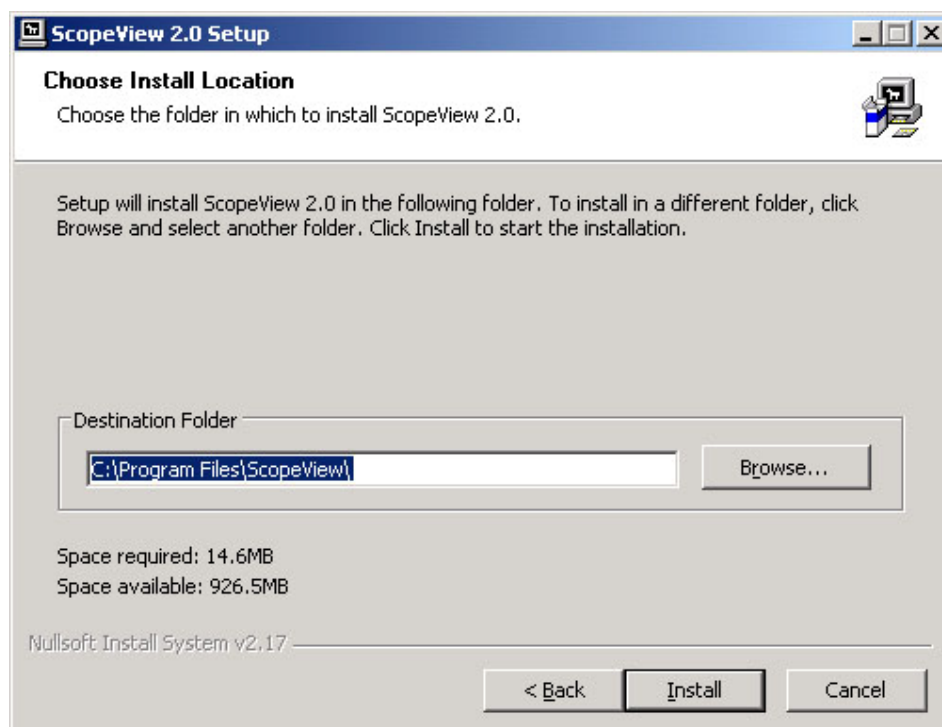 ScopeView 2.0 Setup
Choose Install Location
Choose the folder in which to install ScopeView 2.0.
Setup will install ScopeView 2.0 in the following folder. To install in a different folder, click
Browse and select another folder. Click Install to start the installation.
Destination Folder
C:\Program Files\ScopeView\
Browse...
Space required: 14.6MB
Space available: 926.5MB
Nullsoft Install System v2.17
< Back
Install
Cancel